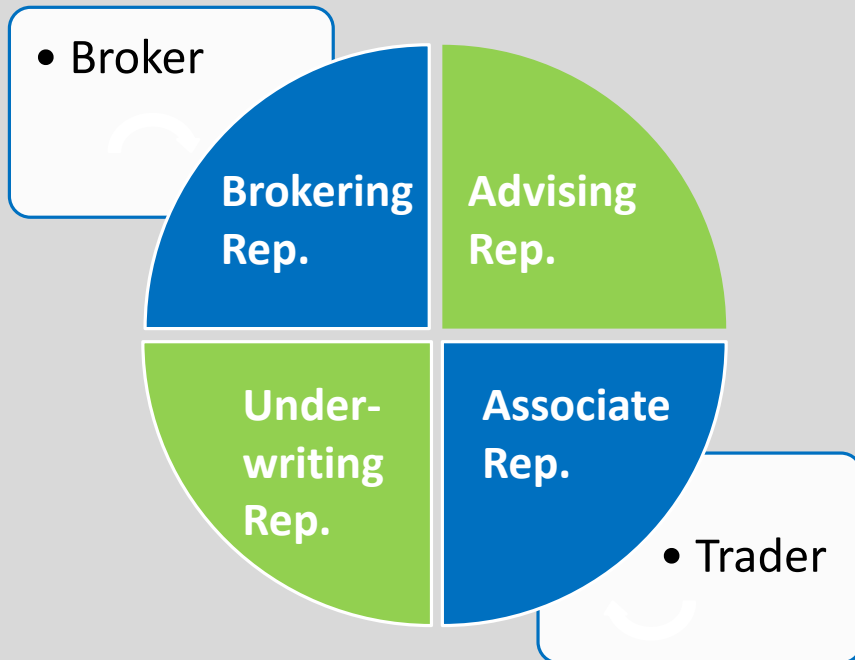 • Broker
Brokering
Rep.
Advising
Rep.
Under-
writing
Rep.
Associate
Rep.
• Trader